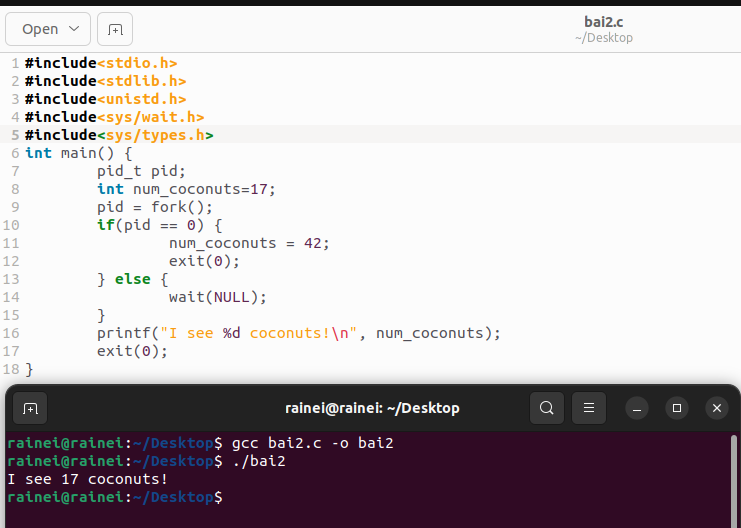 Open
bai2.c
~/Desktop
1 #include<stdio.h>
2 #include<stdlib.h>
3 #include<unistd.h>
4 #include<sys/wait.h>
5 #include<sys/types.h>
6 int main() {
7         pid_t pid;
8         int num_coconuts=17;
9         pid = fork();
10         if(pid == 0) {
11                 num_coconuts = 42;
12                 exit(0);
13         } else {
14                 wait(NULL);
15         }
16         printf("I see %d coconuts!\n", num_coconuts);
17         exit(0);
18 }
rainei@rainei: ~/Desktop
rainei@rainei:~/Desktop$ gcc bai2.c -o bai2
rainei@rainei:~/Desktop$ ./bai2
I see 17 coconuts!
rainei@rainei:~/Desktop$